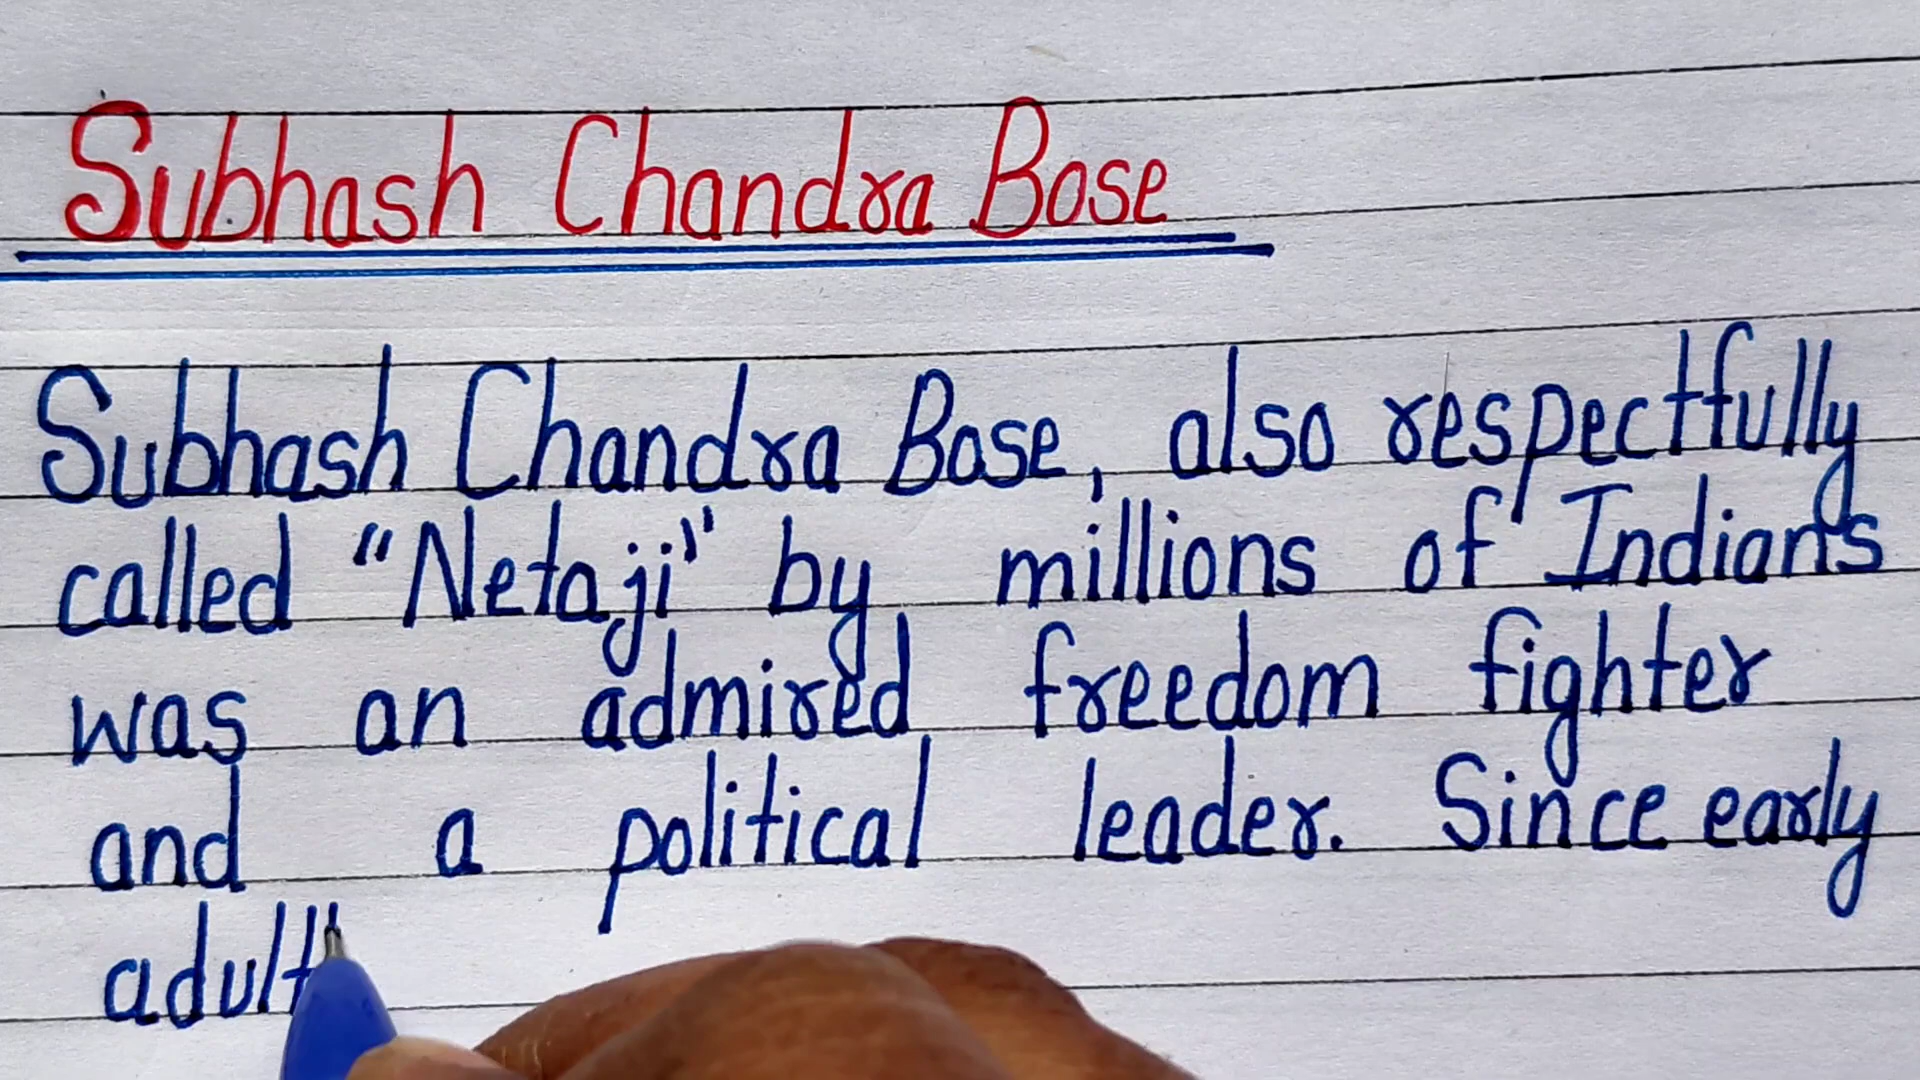 Subhash Chandra Bose
Subhash Chandra Bose, also respectfully
called "Netaji" by millions of Indians
was an admired freedom fighter
and a political leader. Since early
adult